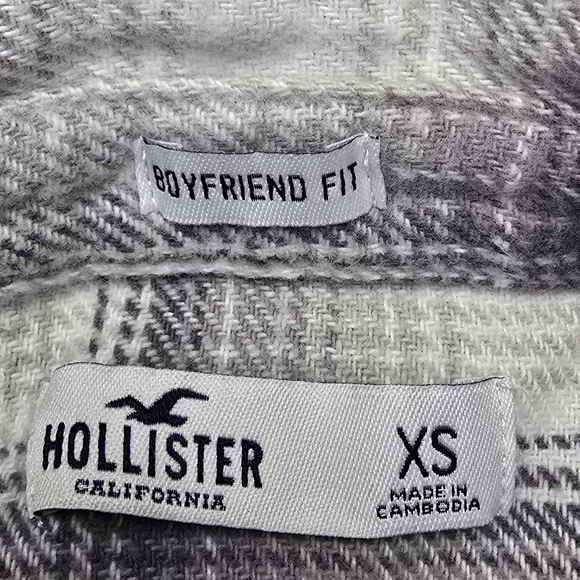 BOYFRIEND FIT
HOLLISTER
CALIFORNIA
XS
MADE IN
CAMBODIA